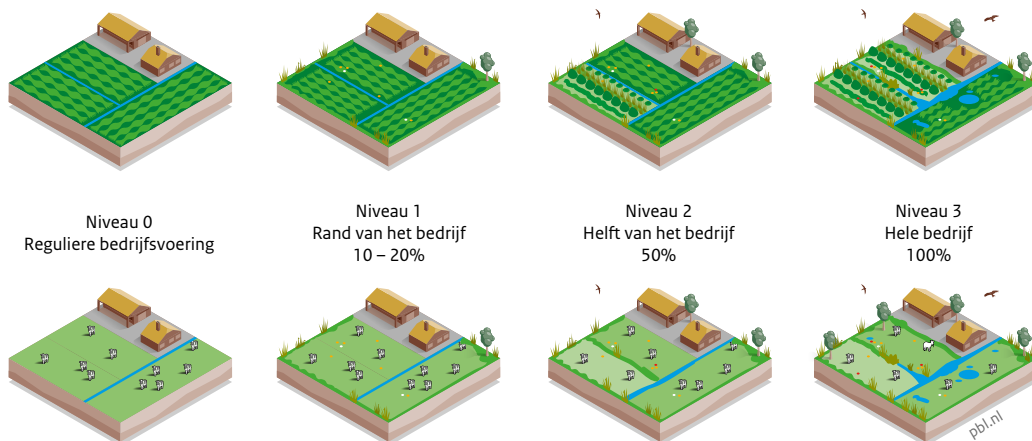 Niveau 0
Reguliere bedrijfsvoering
Niveau 1
Rand van het bedrijf
10 – 20%
Niveau 2
Helft van het bedrijf
50%
Niveau 3
Hele bedrijf
100%
pbl.nl